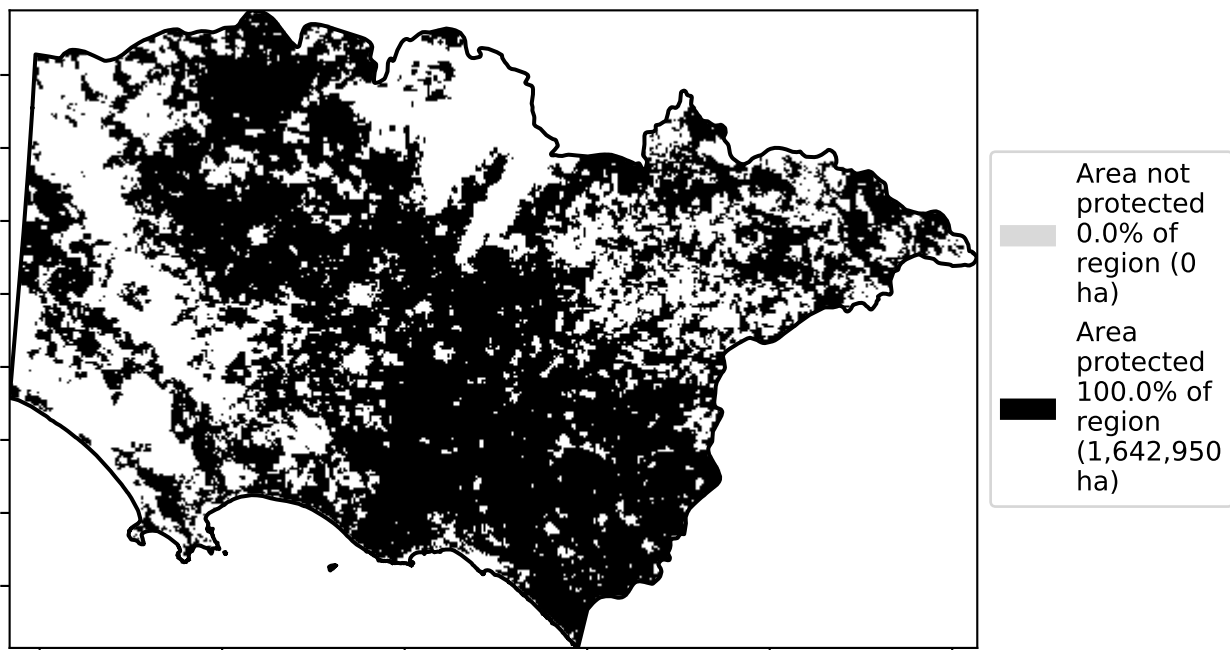 Area not
protected
0.0% of
region (0
ha)
Area
protected
100.0% of
region
(1,642,950
ha)